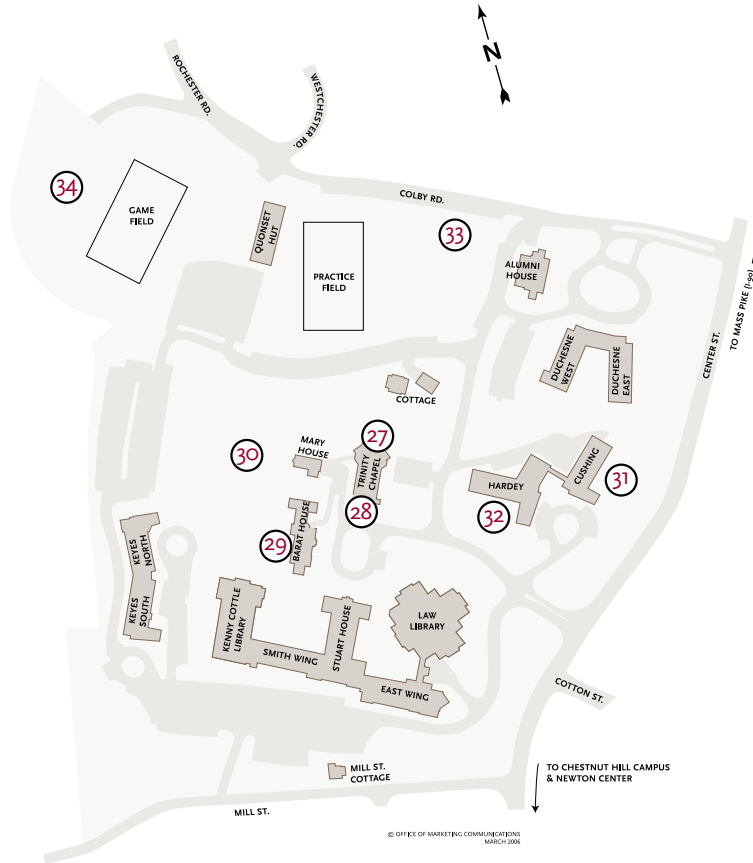 N
ROCHESTER RD.
WESTCHESTER RD.
34
GAME
FIELD
QUONSET
HUT
PRACTICE
FIELD
COLBY RD.
33
ALUMNI
HOUSE
TO MASS PIKE (I-90)
CENTER ST.
DUCHESNE
WEST
DUCHESNE
EAST
COTTAGE
27
MARY
HOUSE
30
TRINITY
CHAPEL
28
HARDEY
CUSHING
31
32
29
BARAT HOUSE
KEYES
NORTH
KEYES
SOUTH
KENNY COTTLE
LIBRARY
SMITH WING
STUART HOUSE
LAW
LIBRARY
EAST WING
COTTON ST.
MILL ST.
COTTAGE
TO CHESTNUT HILL CAMPUS
& NEWTON CENTER
MILL ST.
© OFFICE OF MARKETING COMMUNICATIONS
MARCH 2006